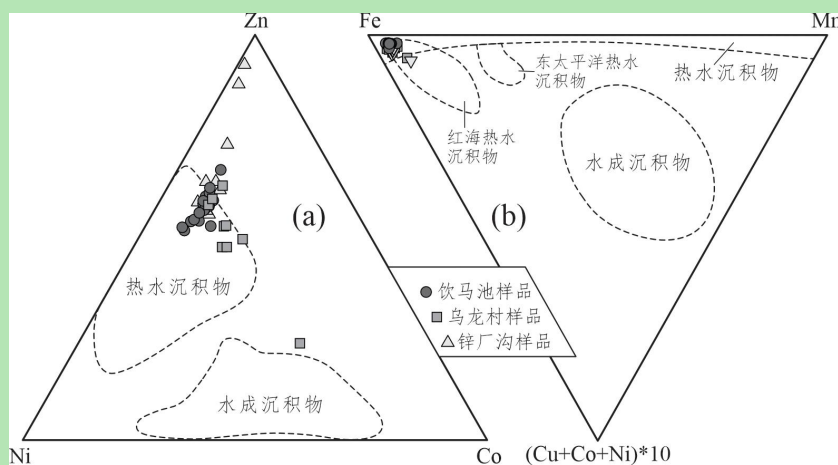 Zn
Fe
Mn
东太平洋热水
沉积物
热水沉积物
红海热水
沉积物
水成沉积物
(a)
(b)
热水沉积物
饮马池样品
乌龙村样品
锌厂沟样品
水成沉积物
Ni
Co
(Cu+Co+Ni)*10